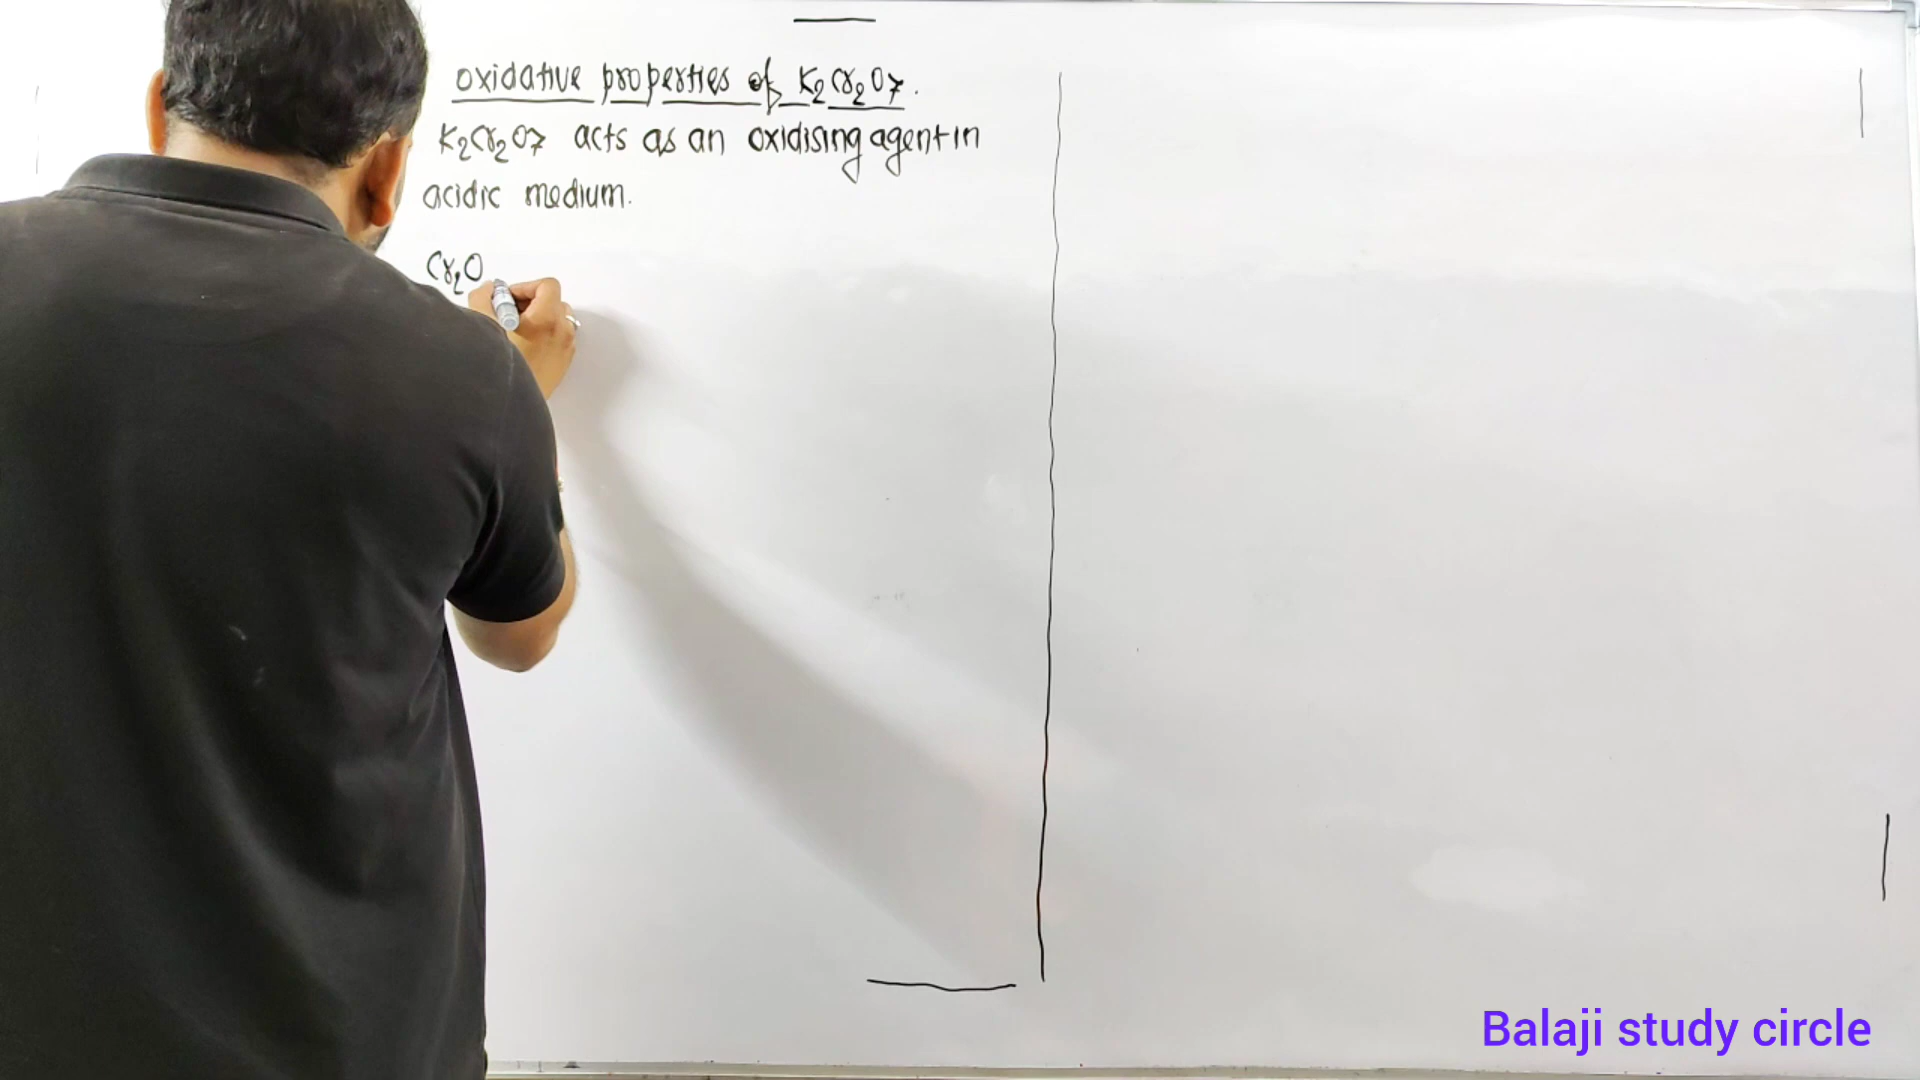 oxidative properties of K2Cr2O7.
K2Cr2O7 acts as an oxidising agent in
acidic medium.
Cr2O
Balaji study circle